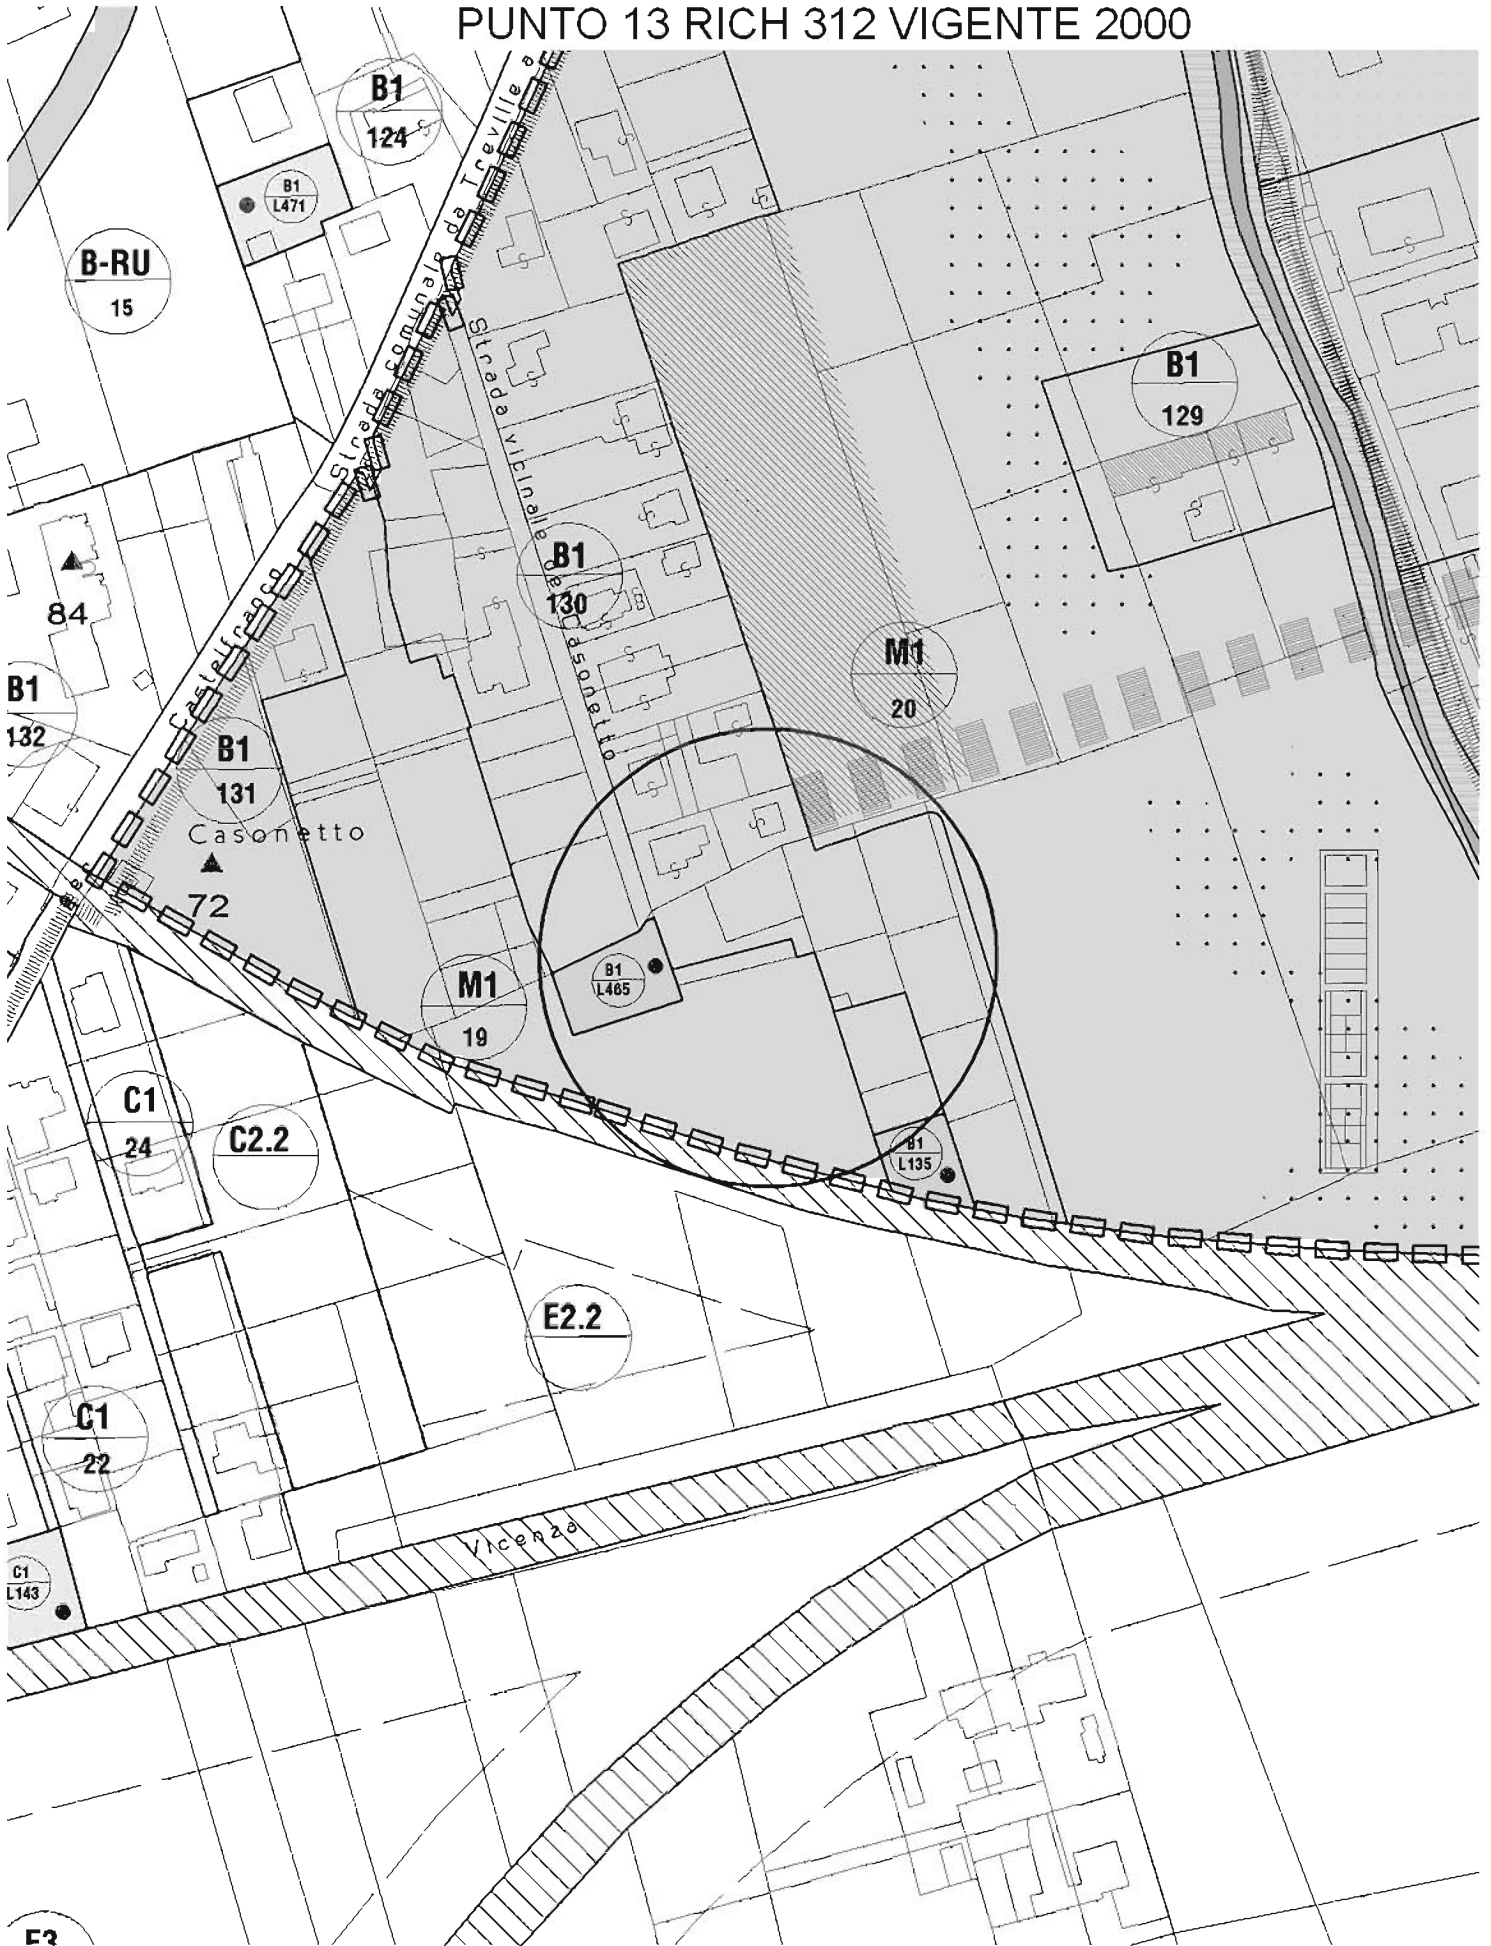 PUNTO 13 RICH 312 VIGENTE 2000
B1
124
B1
L471
B-RU
15
Strada comunale da Treville a
Castelfranco
Strada vicinale del Casonetto
B1
129
B1
130
84
B1
132
M1
20
B1
131
Casonetto
72
B1
L465
M1
19
C1
24
C2.2
B1
L135
E2.2
C1
22
Vicenza
C1
L143
E3